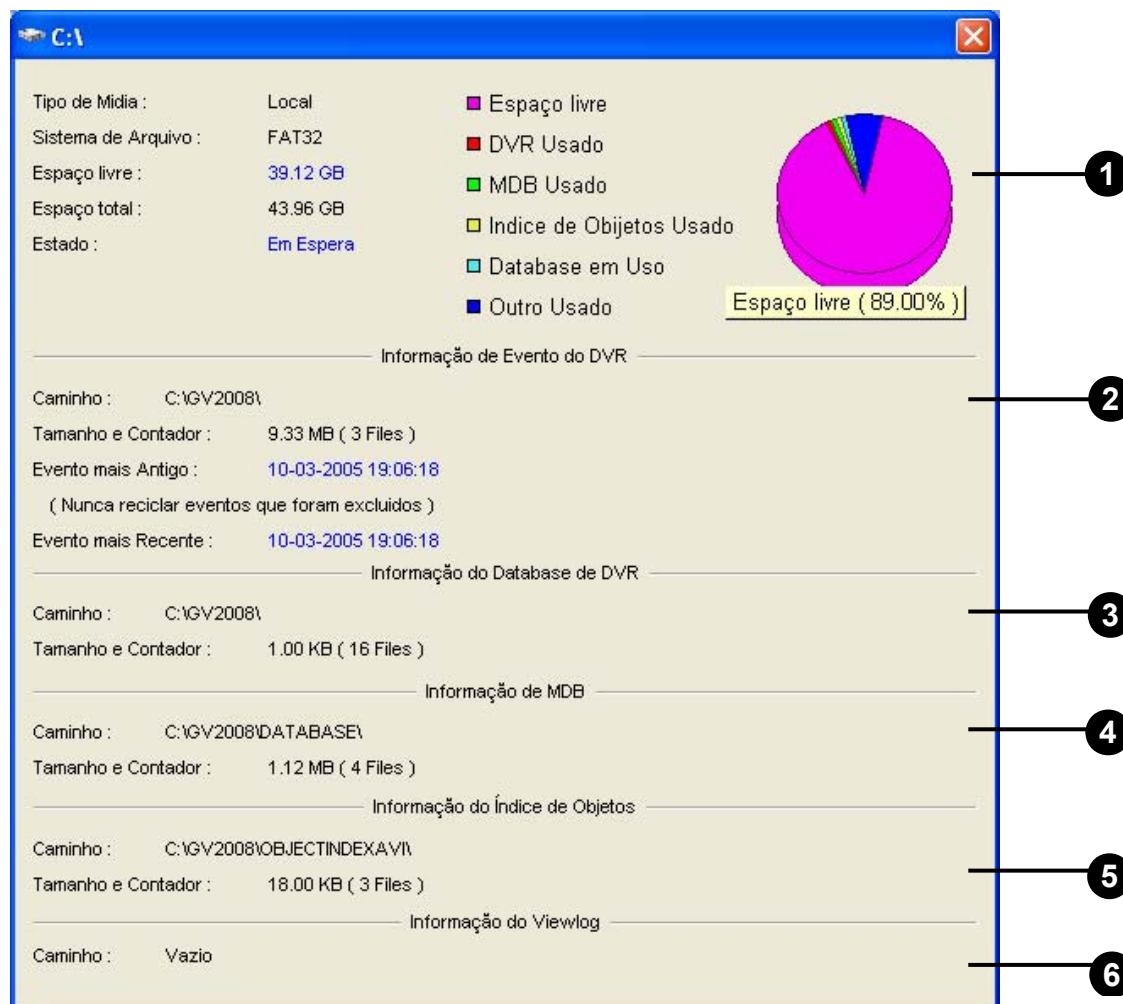 C:\
Tipo de Midia : Local
Sistema de Arquivo : FAT32
Espaço livre : 39.12 GB
Espaço total : 43.96 GB
Estado : Em Espera
Espaço livre
DVR Usado
MDB Usado
Indice de Obijetos Usado
Database em Uso
Outro Usado
Espaço livre ( 89.00% )
1
Informação de Evento do DVR
Caminho : C:\GV2008\
2
Tamanho e Contador : 9.33 MB ( 3 Files )
Evento mais Antigo : 10-03-2005 19:06:18
( Nunca reciclar eventos que foram excluidos )
Evento mais Recente : 10-03-2005 19:06:18
Informação do Database de DVR
Caminho : C:\GV2008\
3
Tamanho e Contador : 1.00 KB ( 16 Files )
Informação de MDB
Caminho : C:\GV2008\DATABASE\
4
Tamanho e Contador : 1.12 MB ( 4 Files )
Informação do Índice de Objetos
Caminho : C:\GV2008\OBJECTINDEXAVI\
Tamanho e Contador : 18.00 KB ( 3 Files )
5
Informação do Viewlog
Caminho : Vazio
6